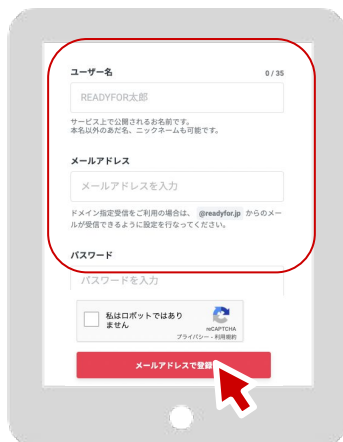 ユーザー名 0 / 35
READYFOR太郎
サービス上で公開されるお名前です。
本名以外のあだ名、ニックネームも可能です。
メールアドレス
メールアドレスを入力
ドメイン指定受信をご利用の場合は、 @readyfor.jp からのメー
ルが受信できるように設定を行なってください。
パスワード
パスワードを入力
私はロボットではあり
ません
reCAPTCHA
プライバシー - 利用規約
メールアドレスで登録